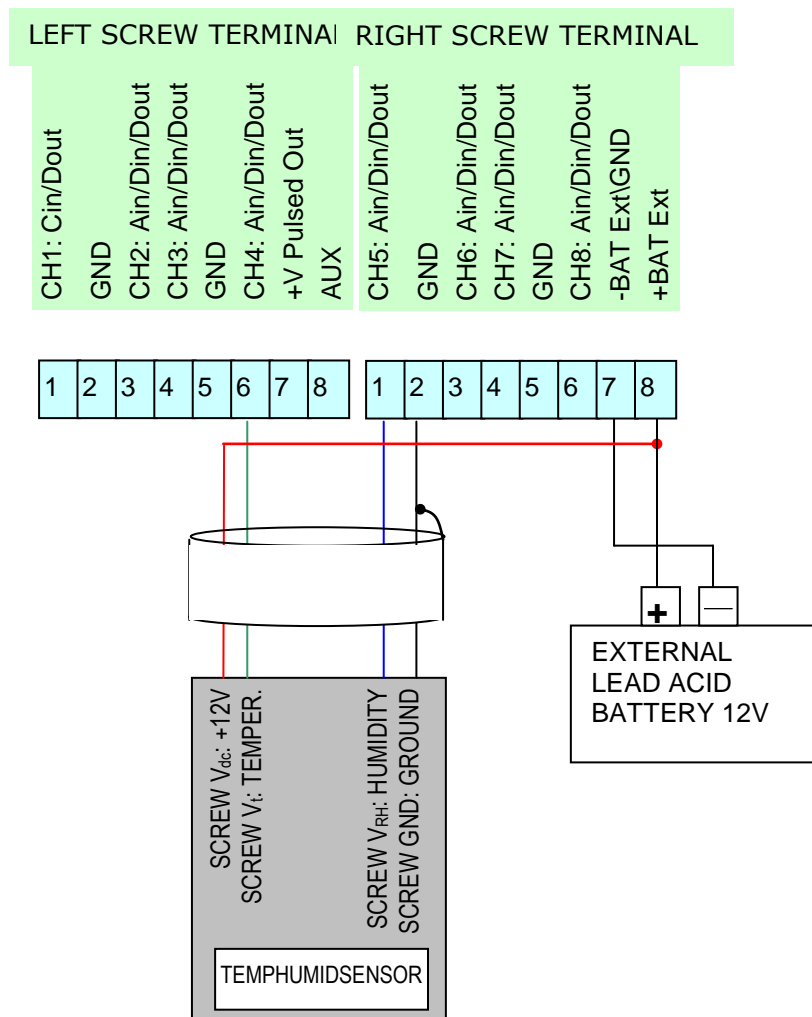 LEFT SCREW TERMINAL
RIGHT SCREW TERMINAL
CH1: Cin/Dout
GND
CH2: Ain/Din/Dout
CH3: Ain/Din/Dout
GND
CH4: Ain/Din/Dout
+V Pulsed Out
AUX
CH5: Ain/Din/Dout
GND
CH6: Ain/Din/Dout
CH7: Ain/Din/Dout
GND
CH8: Ain/Din/Dout
-BAT Ext\GND
+BAT Ext
1 2 3 4 5 6 7 8
1 2 3 4 5 6 7 8
+ —
EXTERNAL
LEAD ACID
BATTERY 12V
SCREW Vdc: +12V
SCREW Vt: TEMPER.
SCREW VRH: HUMIDITY
SCREW GND: GROUND
TEMPHUMIDSENSOR